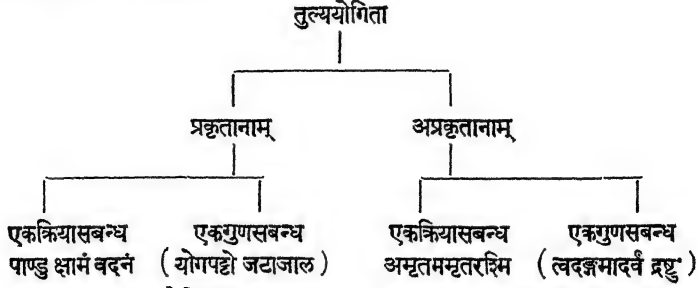 तुल्ययोगिता
प्रकृतानाम् अप्रकृतानाम्
एकक्रियासबन्ध एकगुणसबन्ध एकक्रियासबन्ध एकगुणसबन्ध
पाण्डु क्षामं वदनं ( योगपट्टो जटाजाल ) अमृतममृतरश्मि ( त्वदङ्गमादर्वं द्रष्टु )